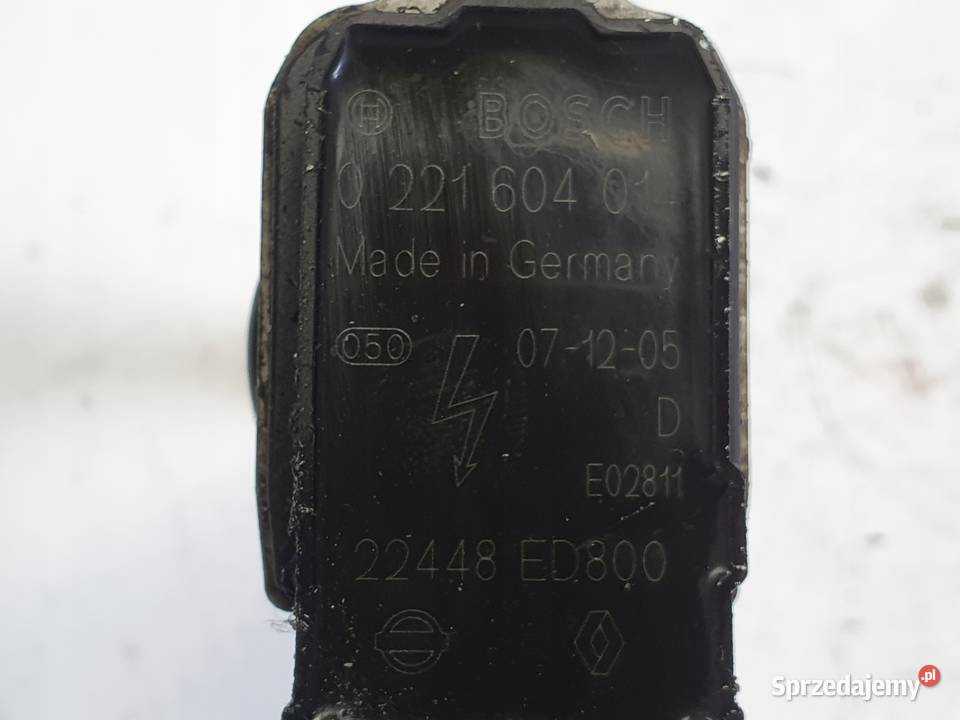 BOSCH
0 221 604
Made in Germany
050 07-12-05
D
E02811
22448 ED800
Sprzedajemy.pl